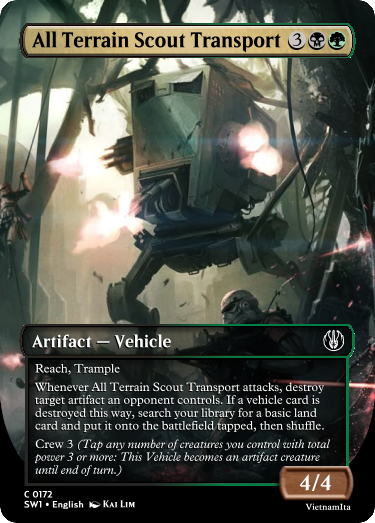 All Terrain Scout Transport 3
Artifact — Vehicle
Reach, Trample
Whenever All Terrain Scout Transport attacks, destroy
target artifact an opponent controls. If a vehicle card is
destroyed this way, search your library for a basic land
card and put it onto the battlefield tapped, then shuffle.
Crew 3 (Tap any number of creatures you control with total
power 3 or more: This Vehicle becomes an artifact creature
until end of turn.)
4/4
C 0172
SW1 • English Kai Lim
VietnamIta